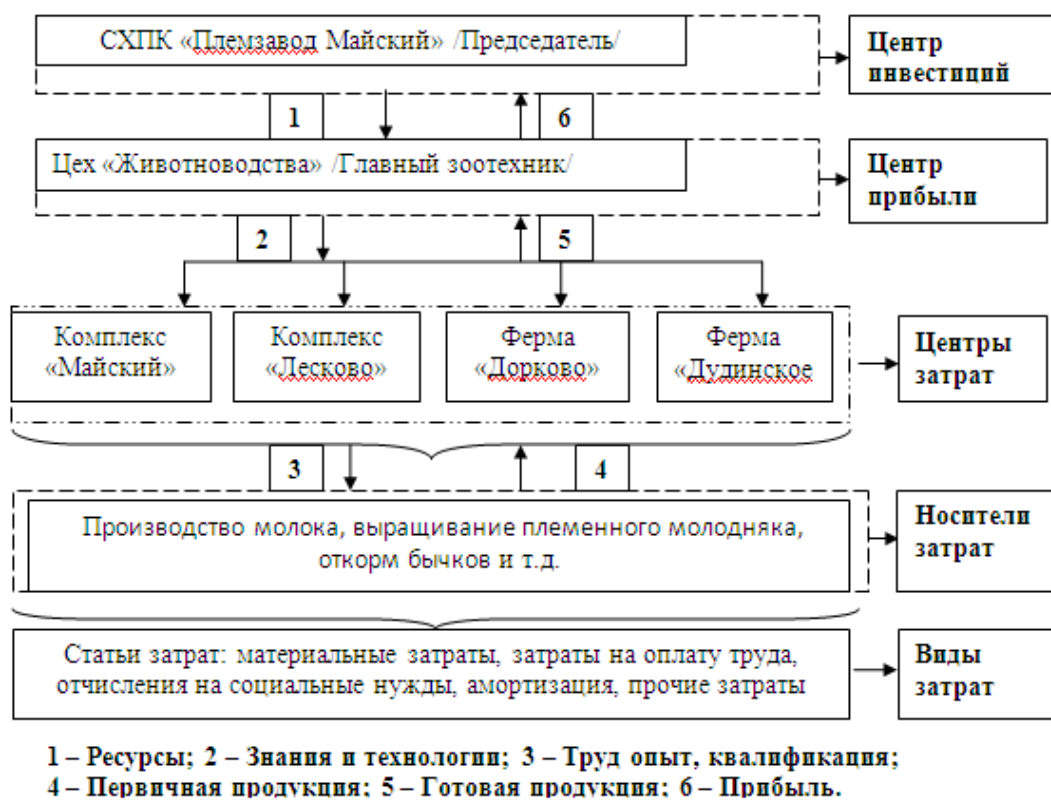 СХПК «Племзавод Майский» /Председатель/
Центр
инвестиций
1
6
Цех «Животноводства» /Главный зоотехник/
Центр
прибыли
2
5
Комплекс
«Майский»
Комплекс
«Лесково»
Ферма
«Дорково»
Ферма
«Дудинское
Центры
затрат
3
4
Производство молока, выращивание племенного молодняка,
откорм бычков и т.д.
Носители
затрат
Статьи затрат: материальные затраты, затраты на оплату труда,
отчисления на социальные нужды, амортизация, прочие затраты
Виды
затрат
1 – Ресурсы; 2 – Знания и технологии; 3 – Труд опыт, квалификация;
4 – Первичная продукция; 5 – Готовая продукция; 6 – Прибыль.